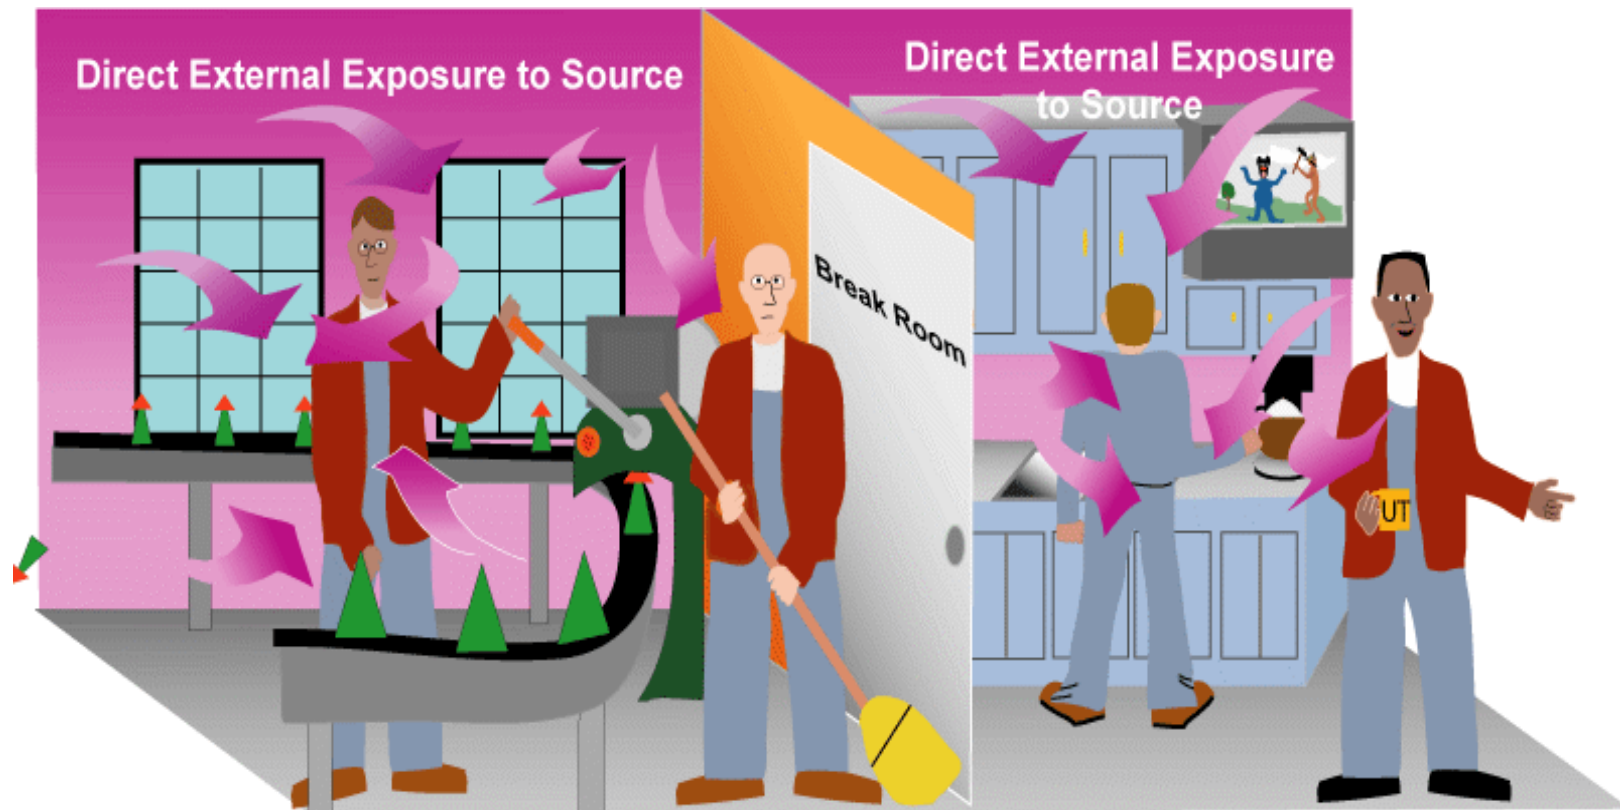 Direct External Exposure to Source
Direct External Exposure
to Source
Break Room
UT